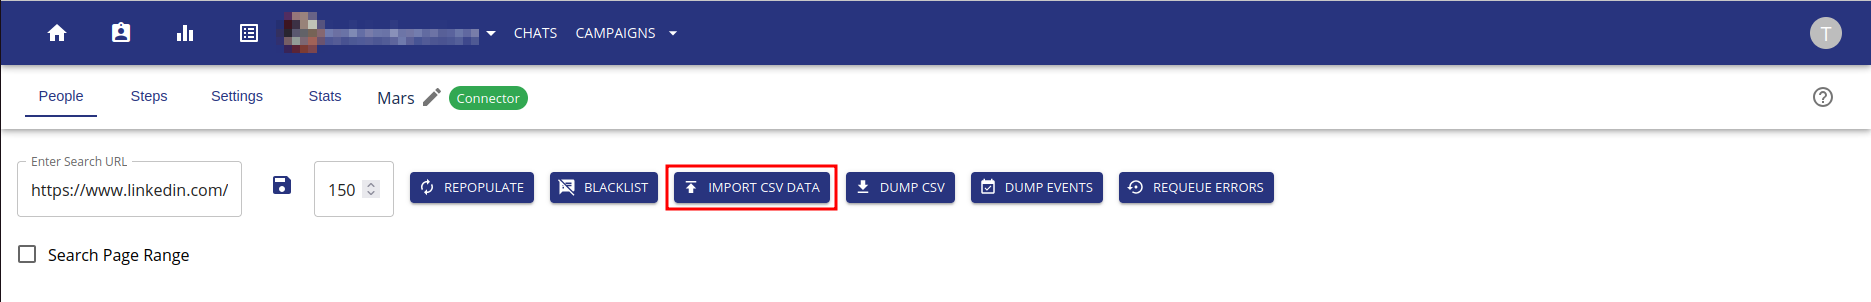 CHATS CAMPAIGNS T
People Steps Settings Stats Mars Connector
Enter Search URL
https://www.linkedin.com/ 150 REPOPULATE BLACKLIST IMPORT CSV DATA DUMP CSV DUMP EVENTS REQUEUE ERRORS
Search Page Range